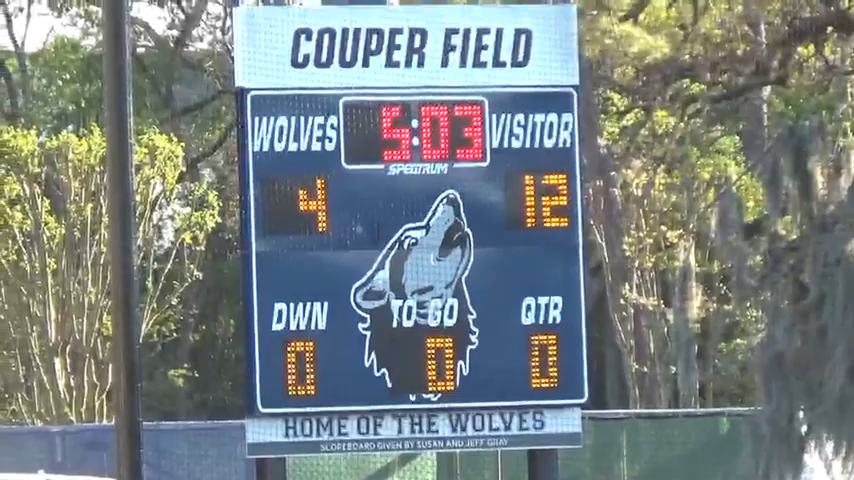 COUPER FIELD
WOLVES 5:03 VISITOR
SPECTRUM
4 12
DWN TO GO QTR
0 0 0
HOME OF THE WOLVES
SCOREBOARD GIVEN BY SUSAN AND JEFF GRAY